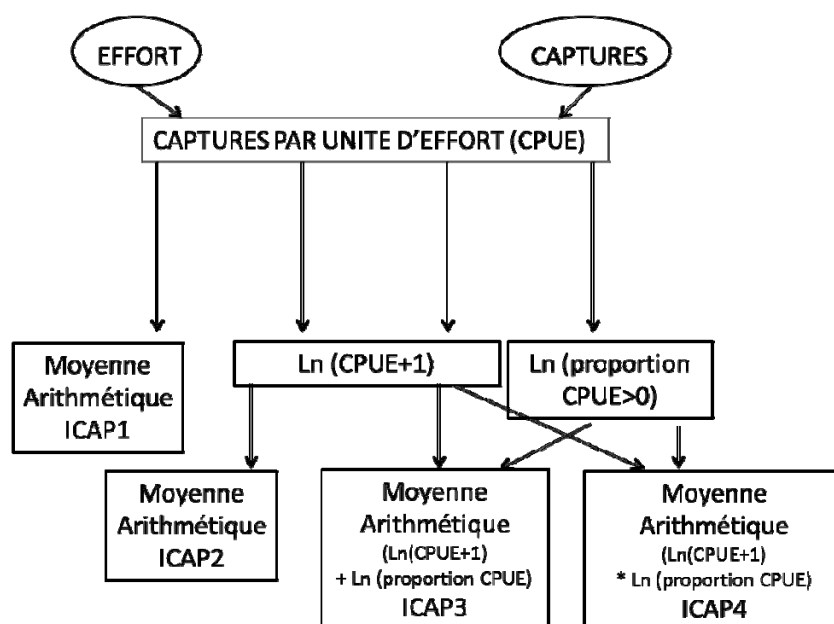 EFFORT
CAPTURES
CAPTURES PAR UNITE D'EFFORT (CPUE)
Moyenne
Arithmétique
ICAP1
Ln (CPUE+1)
Ln (proportion
CPUE>0)
Moyenne
Arithmétique
ICAP2
Moyenne
Arithmétique
(Ln(CPUE+1)
+ Ln (proportion CPUE)
ICAP3
Moyenne
Arithmétique
(Ln(CPUE+1)
* Ln (proportion CPUE)
ICAP4